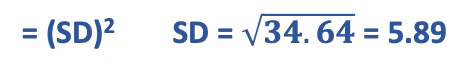 = (SD)² SD = √34.64 = 5.89